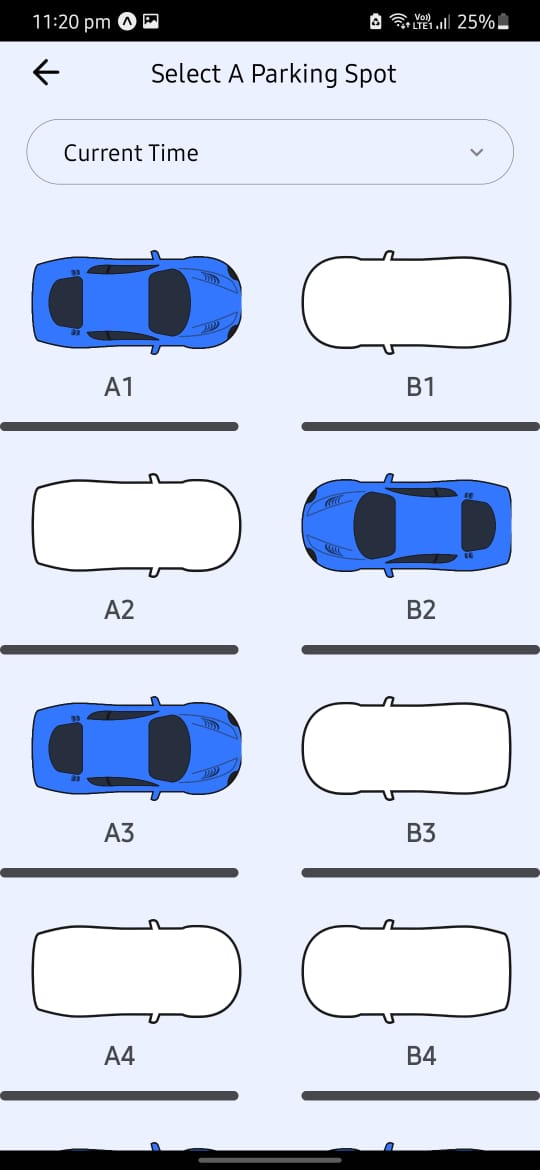 11:20 pm
Vo) LTE1 25%
Select A Parking Spot
Current Time
A1 B1
A2 B2
A3 B3
A4 B4